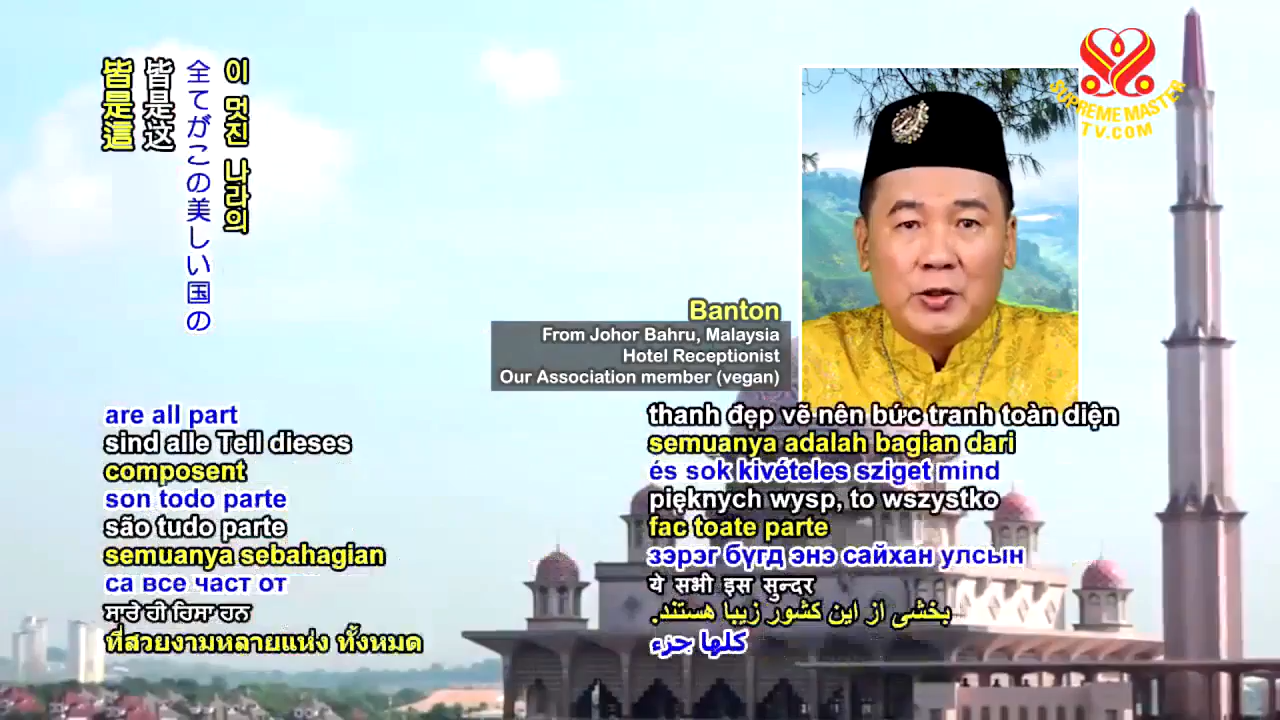 皆是這
皆是这
全てがこの美しい国の
이 멋진 나라의
SUPREME MASTER
TV.COM
Banton
From Johor Bahru, Malaysia
Hotel Receptionist
Our Association member (vegan)
are all part
sind alle Teil dieses
composent
son todo parte
são tudo parte
semuanya sebahagian
са все част от
ਸਾਰੇ ਹੀ ਹਿਸਾ ਹਨ
ที่สวยงามหลายแห่ง ทั้งหมด
thanh đẹp vẽ nên bức tranh toàn diện
semuanya adalah bagian dari
és sok kivételes sziget mind
pięknych wysp, to wszystko
fac toate parte
зэрэг бүгд энэ сайхан улсын
ये सभी इस सुन्दर
بخشی از این کشور زیبا هستند.
كلها جزء